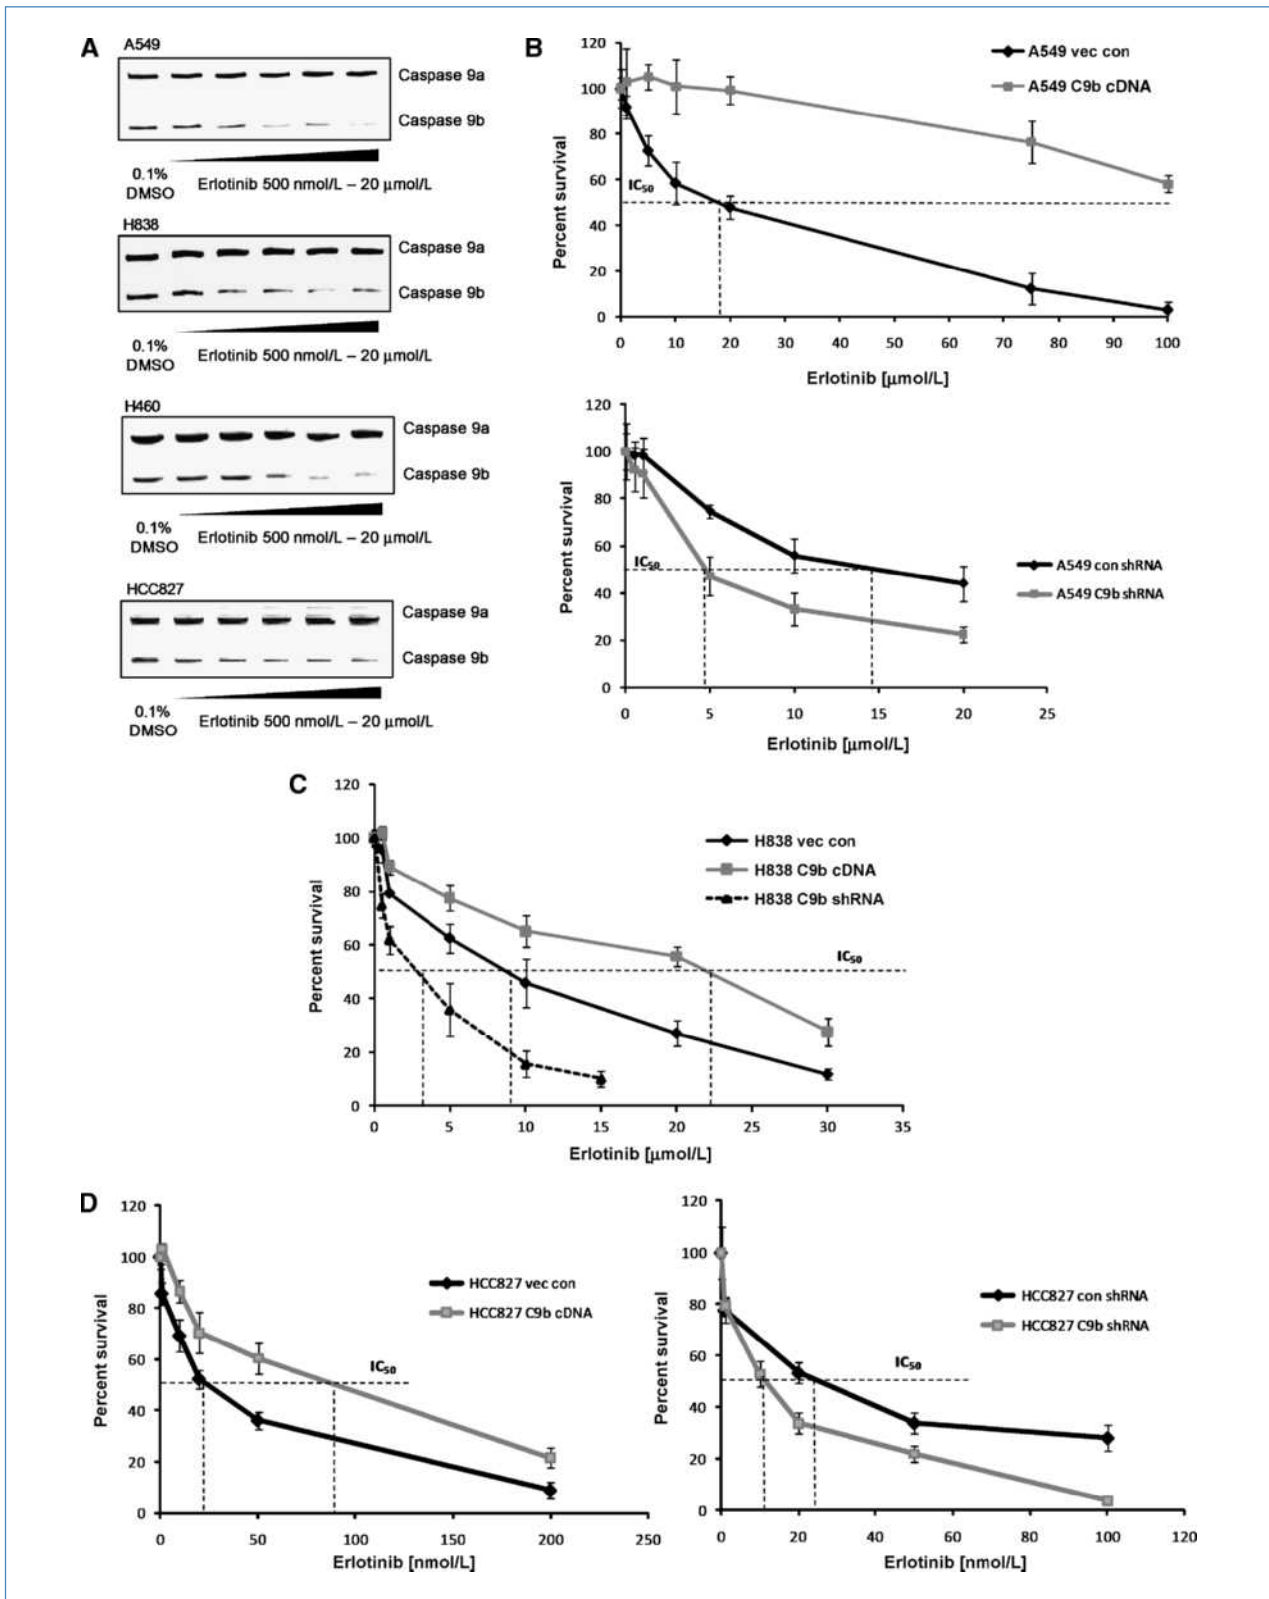 A
A549
Caspase 9a
Caspase 9b
0.1%
DMSO
Erlotinib 500 nmol/L – 20 μmol/L
H838
Caspase 9a
Caspase 9b
0.1%
DMSO
Erlotinib 500 nmol/L – 20 μmol/L
H460
Caspase 9a
Caspase 9b
0.1%
DMSO
Erlotinib 500 nmol/L – 20 μmol/L
HCC827
Caspase 9a
Caspase 9b
0.1%
DMSO
Erlotinib 500 nmol/L – 20 μmol/L
B
A549 vec con
A549 C9b cDNA
Percent survival
120
100
80
60
40
20
0
IC50
0 10 20 30 40 50 60 70 80 90 100
Erlotinib [μmol/L]
Percent survival
120
100
80
60
40
20
0
IC50
A549 con shRNA
A549 C9b shRNA
0 5 10 15 20 25
Erlotinib [μmol/L]
C
Percent survival
120
100
80
60
40
20
0
H838 vec con
H838 C9b cDNA
H838 C9b shRNA
IC50
0 5 10 15 20 25 30 35
Erlotinib [μmol/L]
D
Percent survival
120
100
80
60
40
20
0
HCC827 vec con
HCC827 C9b cDNA
IC50
0 50 100 150 200 250
Erlotinib [nmol/L]
Percent survival
120
100
80
60
40
20
0
HCC827 con shRNA
HCC827 C9b shRNA
IC50
0 20 40 60 80 100 120
Erlotinib [nmol/L]